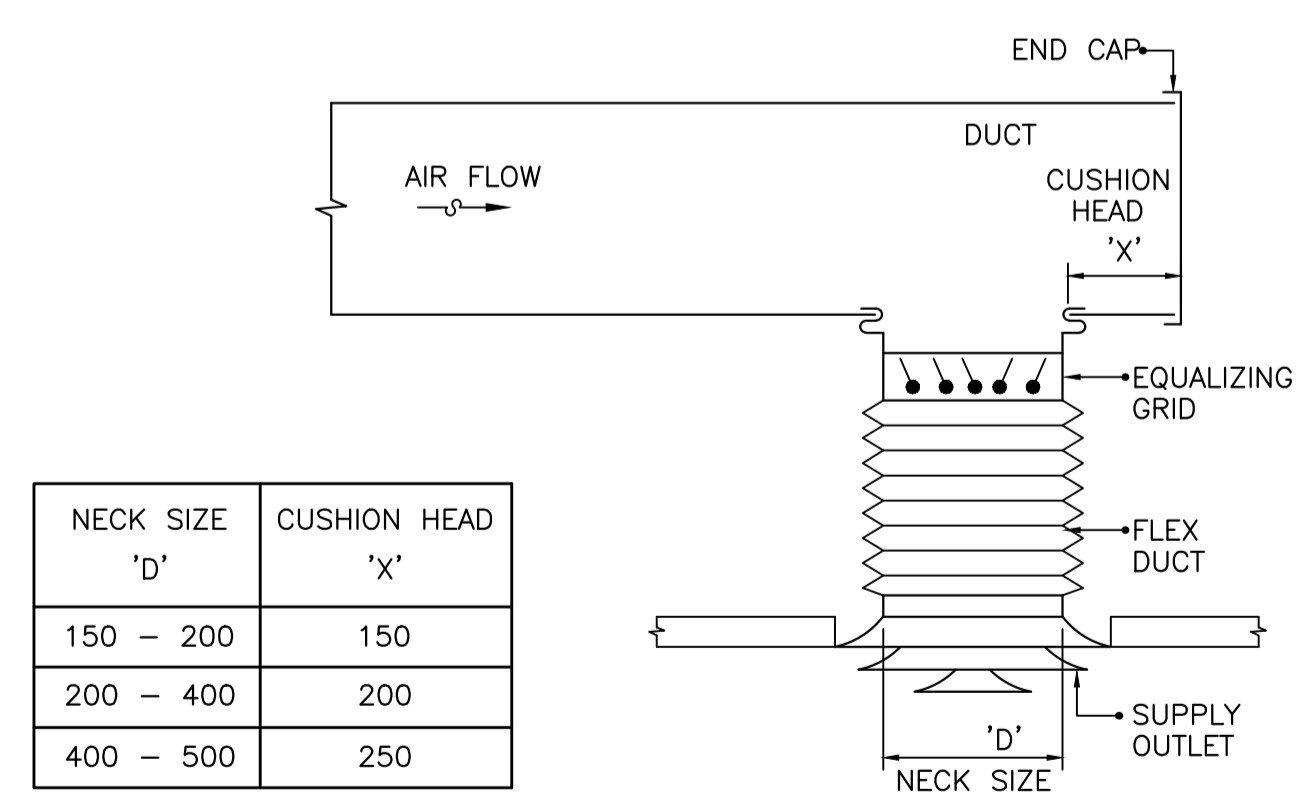 END CAP
DUCT
AIR FLOW
CUSHION
HEAD
'X'
EQUALIZING
GRID
FLEX
DUCT
SUPPLY
OUTLET
'D'
NECK SIZE
NECK SIZE CUSHION HEAD
'D' 'X'
150 - 200 150
200 - 400 200
400 - 500 250